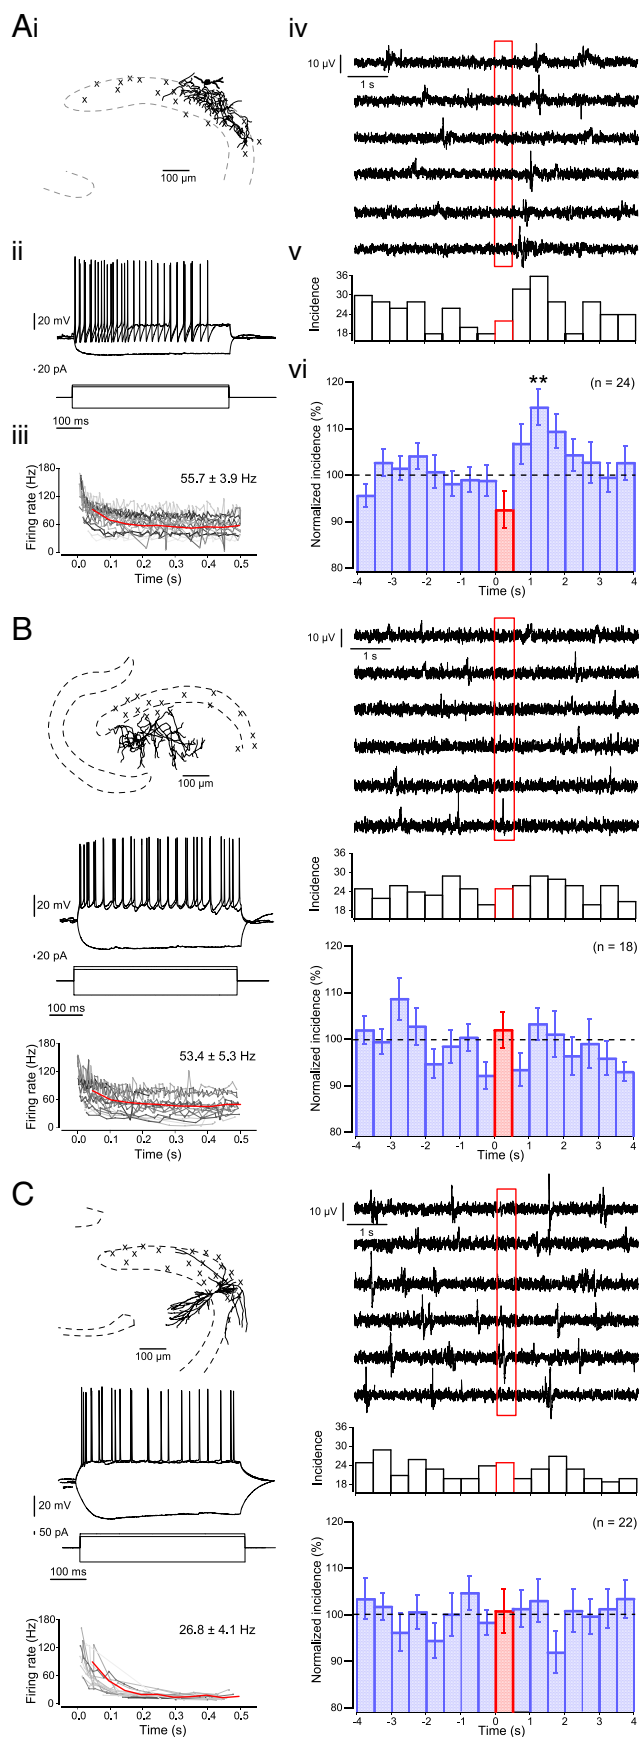 Ai
x x x x x x x x x x x x
100 µm
ii
20 mV
20 pA
100 ms
iii
180
120
60
0
Firing rate (Hz)
55.7 ± 3.9 Hz
0.0 0.1 0.2 0.3 0.4 0.5
Time (s)
iv
10 µV
1 s
v
36
30
24
18
Incidence
vi
120
110
100
90
80
Normalized incidence (%)
**
(n = 24)
-4 -3 -2 -1 0 1 2 3 4
Time (s)
B
100 µm
20 mV
20 pA
100 ms
180
120
60
0
Firing rate (Hz)
53.4 ± 5.3 Hz
0.0 0.1 0.2 0.3 0.4 0.5
Time (s)
10 µV
1 s
36
30
24
18
Incidence
120
110
100
90
80
Normalized incidence (%)
(n = 18)
-4 -3 -2 -1 0 1 2 3 4
Time (s)
C
100 µm
20 mV
50 pA
100 ms
180
120
60
0
Firing rate (Hz)
26.8 ± 4.1 Hz
0.0 0.1 0.2 0.3 0.4 0.5
Time (s)
10 µV
1 s
36
30
24
18
Incidence
120
110
100
90
80
Normalized incidence (%)
(n = 22)
-4 -3 -2 -1 0 1 2 3 4
Time (s)